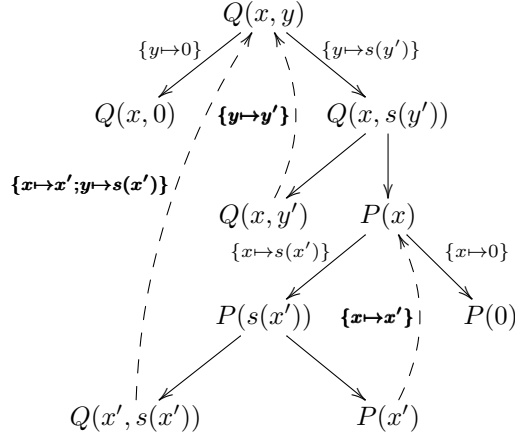 Q(x, y)
{y↦0}
{y↦s(y′)}
Q(x, 0)
{y↦y′}
Q(x, s(y′))
{x↦x′;y↦s(x′)}
Q(x, y′)
P(x)
{x↦s(x′)}
{x↦0}
P(s(x′))
{x↦x′}
P(0)
Q(x′, s(x′))
P(x′)